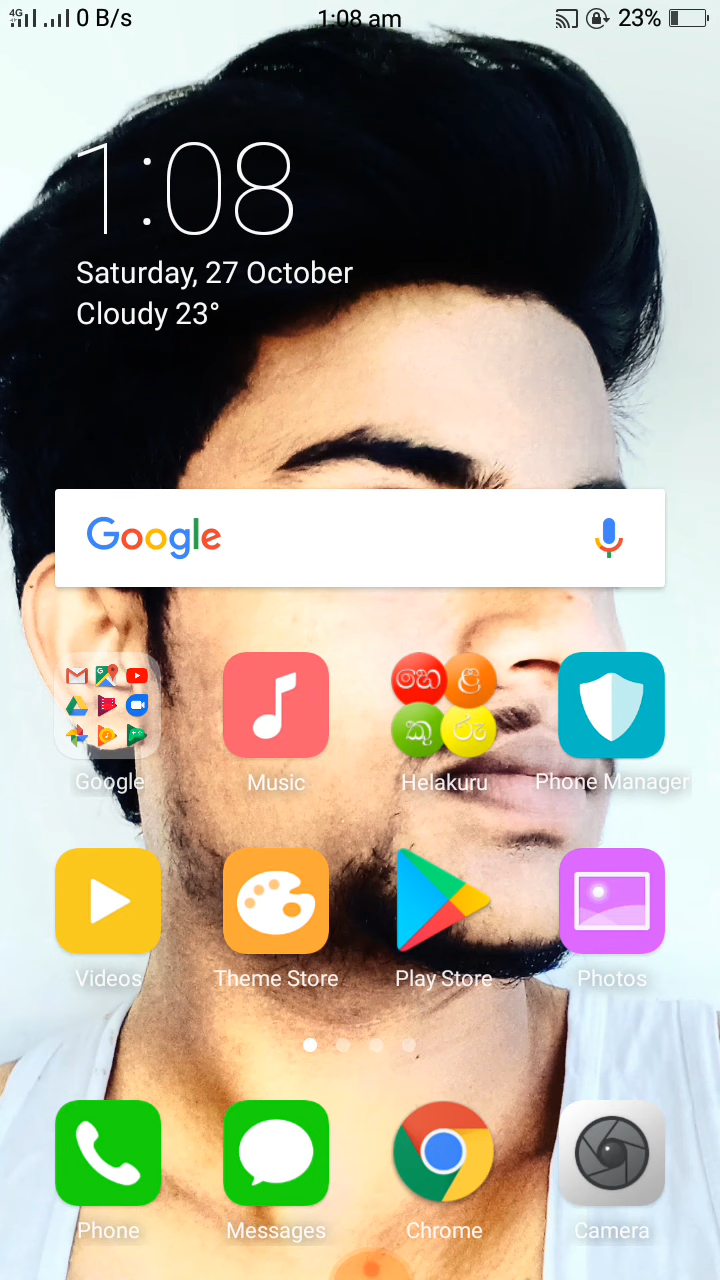 4G 0 B/s 1:08 am 23%
1:08
Saturday, 27 October
Cloudy 23°
Google
හෙ ළ
කු රු
Google Music Helakuru Phone Manager
Videos Theme Store Play Store Photos
Phone Messages Chrome Camera